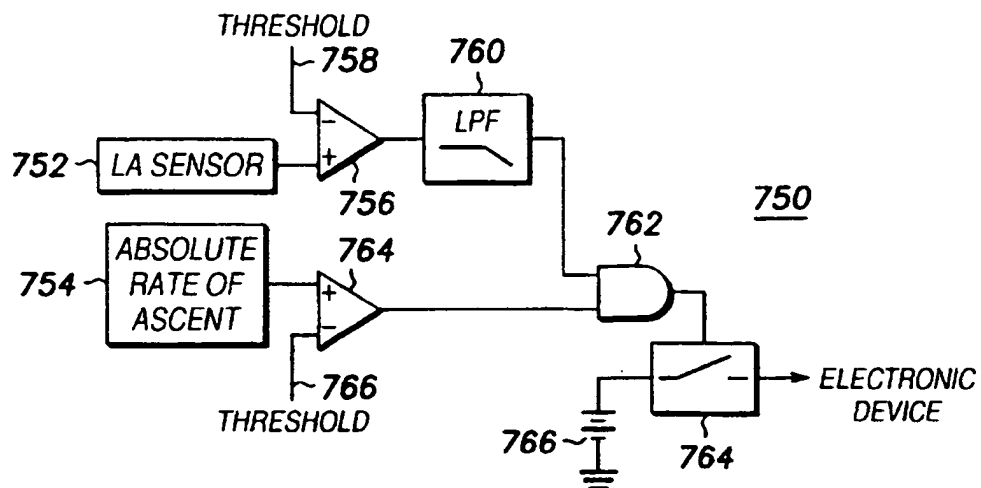 THRESHOLD
758
760
LPF
752
LA SENSOR
-
+
756
750
754
ABSOLUTE
RATE OF
ASCENT
764
+
-
762
766
THRESHOLD
ELECTRONIC
DEVICE
766
764